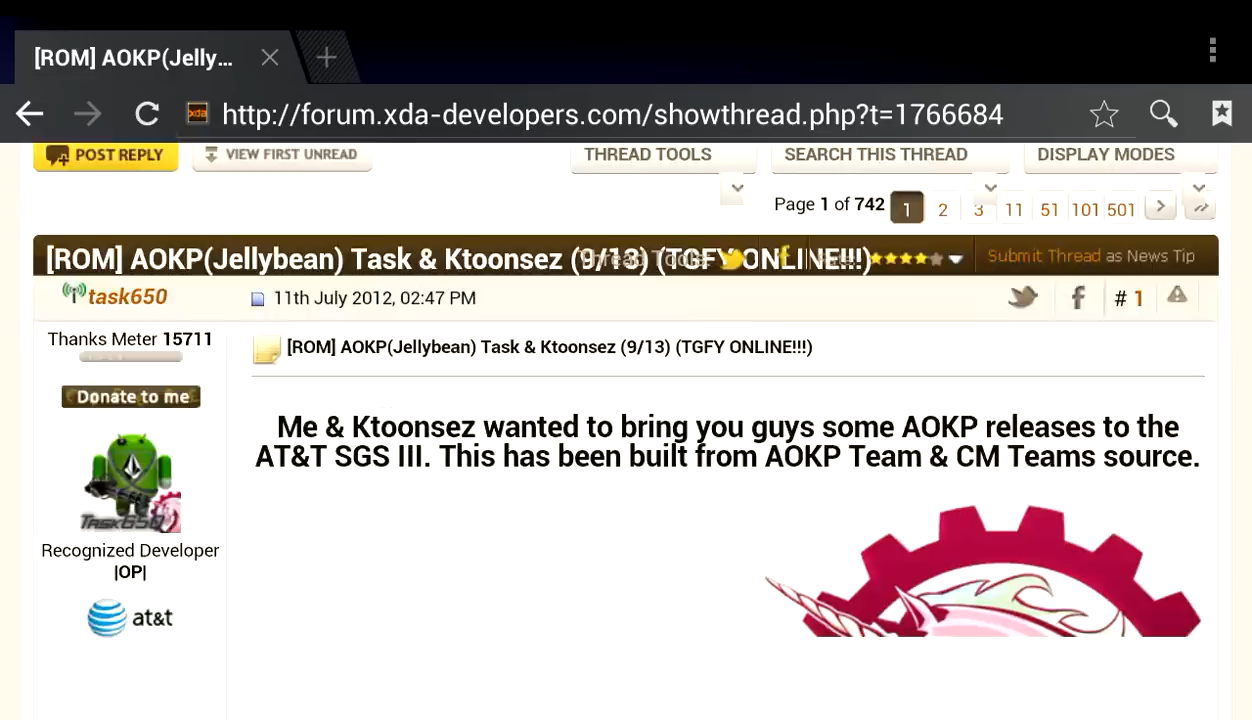 [ROM] AOKP(Jelly...
http://forum.xda-developers.com/showthread.php?t=1766684
POST REPLY VIEW FIRST UNREAD THREAD TOOLS SEARCH THIS THREAD DISPLAY MODES
Page 1 of 742 1 2 3 11 51 101 501
[ROM] AOKP(Jellybean) Task & Ktoonsez (9/13) (TGFY ONLINE!!!) Submit Thread as News Tip
task650 11th July 2012, 02:47 PM # 1
Thanks Meter 15711
[ROM] AOKP(Jellybean) Task & Ktoonsez (9/13) (TGFY ONLINE!!!)
Donate to me
Me & Ktoonsez wanted to bring you guys some AOKP releases to the
AT&T SGS III. This has been built from AOKP Team & CM Teams source.
TASK650
Recognized Developer
|OP|
at&t